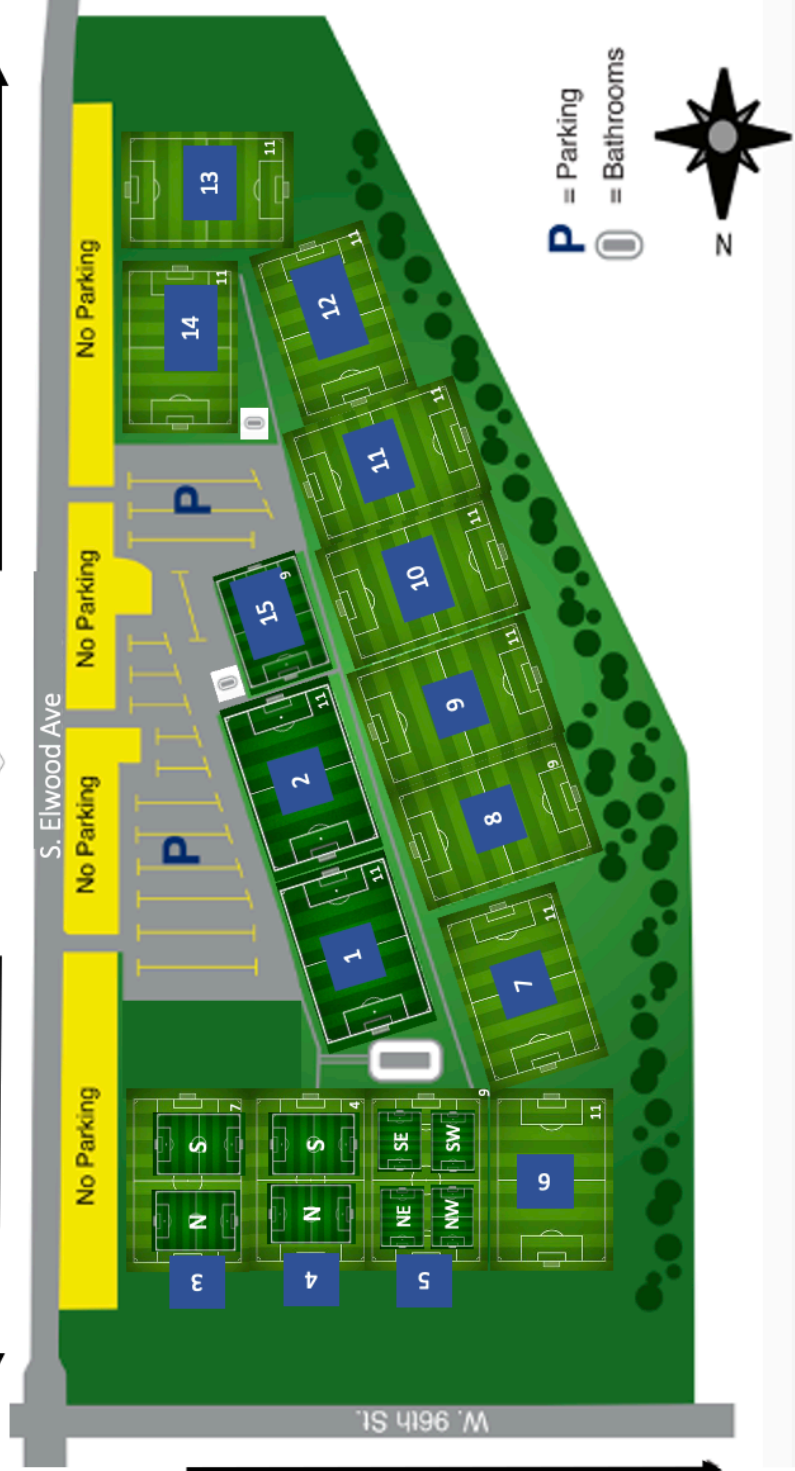 S. Elwood Ave
No Parking
No Parking
No Parking
No Parking
P
P
13
11
14
11
12
11
11
11
10
11
15
9
9
11
2
11
8
9
1
11
7
11
3
N
S
7
4
N
S
4
5
NE
SE
NW
SW
9
6
11
W. 96th St.
P = Parking
= Bathrooms
N